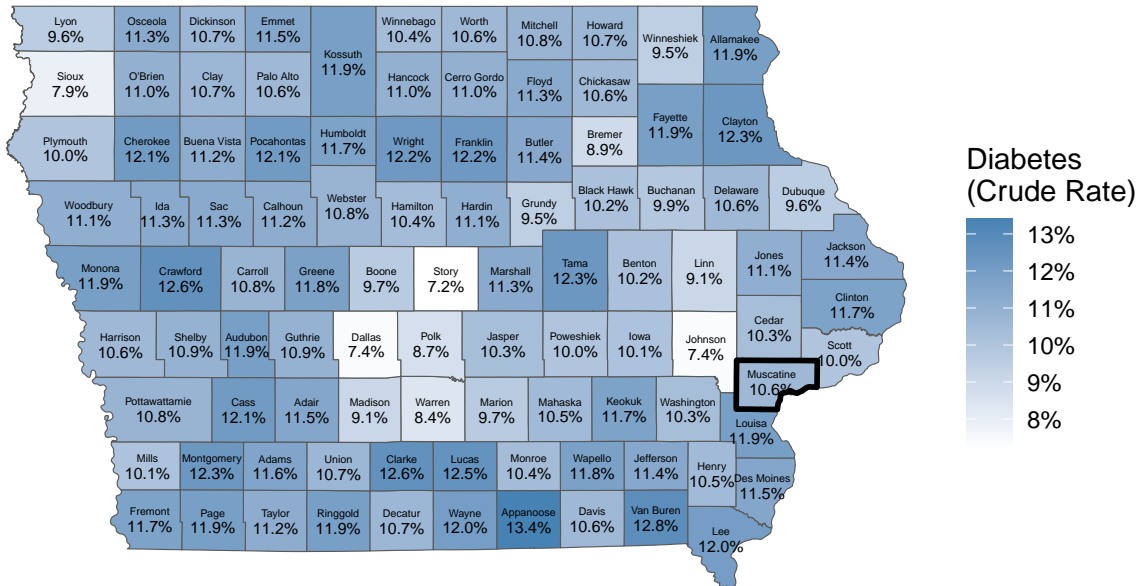 Lyon
9.6%
Osceola
11.3%
Dickinson
10.7%
Emmet
11.5%
Kossuth
11.9%
Winnebago
10.4%
Worth
10.6%
Mitchell
10.8%
Howard
10.7%
Winneshiek
9.5%
Allamakee
11.9%
Sioux
7.9%
O'Brien
11.0%
Clay
10.7%
Palo Alto
10.6%
Hancock
11.0%
Cerro Gordo
11.0%
Floyd
11.3%
Chickasaw
10.6%
Fayette
11.9%
Clayton
12.3%
Plymouth
10.0%
Cherokee
12.1%
Buena Vista
11.2%
Pocahontas
12.1%
Humboldt
11.7%
Wright
12.2%
Franklin
12.2%
Butler
11.4%
Bremer
8.9%
Woodbury
11.1%
Ida
11.3%
Sac
11.3%
Calhoun
11.2%
Webster
10.8%
Hamilton
10.4%
Hardin
11.1%
Grundy
9.5%
Black Hawk
10.2%
Buchanan
9.9%
Delaware
10.6%
Dubuque
9.6%
Monona
11.9%
Crawford
12.6%
Carroll
10.8%
Greene
11.8%
Boone
9.7%
Story
7.2%
Marshall
11.3%
Tama
12.3%
Benton
10.2%
Linn
9.1%
Jones
11.1%
Jackson
11.4%
Clinton
11.7%
Harrison
10.6%
Shelby
10.9%
Audubon
11.9%
Guthrie
10.9%
Dallas
7.4%
Polk
8.7%
Jasper
10.3%
Poweshiek
10.0%
Iowa
10.1%
Johnson
7.4%
Cedar
10.3%
Scott
10.0%
Muscatine
10.6%
Pottawattamie
10.8%
Cass
12.1%
Adair
11.5%
Madison
9.1%
Warren
8.4%
Marion
9.7%
Mahaska
10.5%
Keokuk
11.7%
Washington
10.3%
Louisa
11.9%
Mills
10.1%
Montgomery
12.3%
Adams
11.6%
Union
10.7%
Clarke
12.6%
Lucas
12.5%
Monroe
10.4%
Wapello
11.8%
Jefferson
11.4%
Henry
10.5%
Des Moines
11.5%
Fremont
11.7%
Page
11.9%
Taylor
11.2%
Ringgold
11.9%
Decatur
10.7%
Wayne
12.0%
Appanoose
13.4%
Davis
10.6%
Van Buren
12.8%
Lee
12.0%
Diabetes
(Crude Rate)
13%
12%
11%
10%
9%
8%